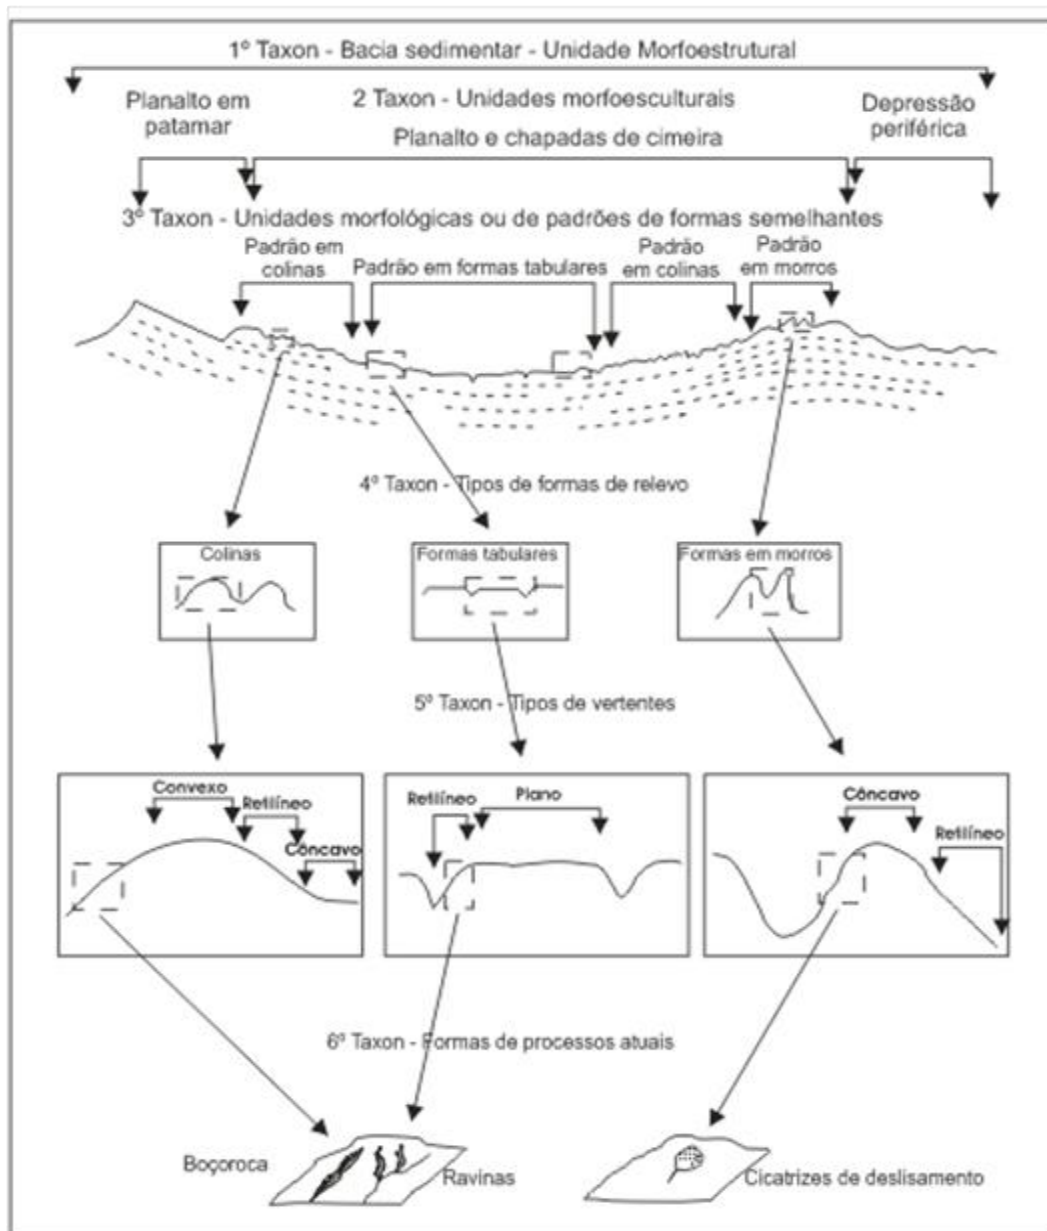 1º Taxon - Bacia sedimentar - Unidade Morfoestrutural
Planalto em
patamar
2 Taxon - Unidades morfoesculturais
Planalto e chapadas de cimeira
Depressão
periférica
3º Taxon - Unidades morfológicas ou de padrões de formas semelhantes
Padrão em
colinas
Padrão em formas tabulares
Padrão
em colinas
Padrão
em morros
4º Taxon - Tipos de formas de relevo
Colinas
Formas tabulares
Formas em morros
5º Taxon - Tipos de vertentes
Convexo
Retilíneo
Côncavo
Retilíneo
Plano
Côncavo
Retilíneo
6º Taxon - Formas de processos atuais
Boçoroca
Ravinas
Cicatrizes de deslisamento